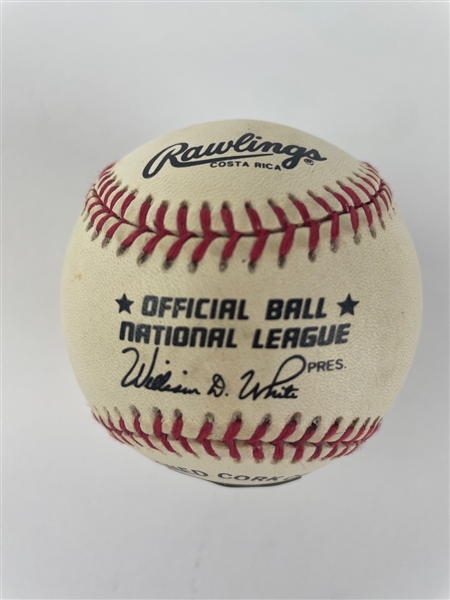 Rawlings®
COSTA RICA
★ OFFICIAL BALL ★
NATIONAL LEAGUE
William D. White PRES.